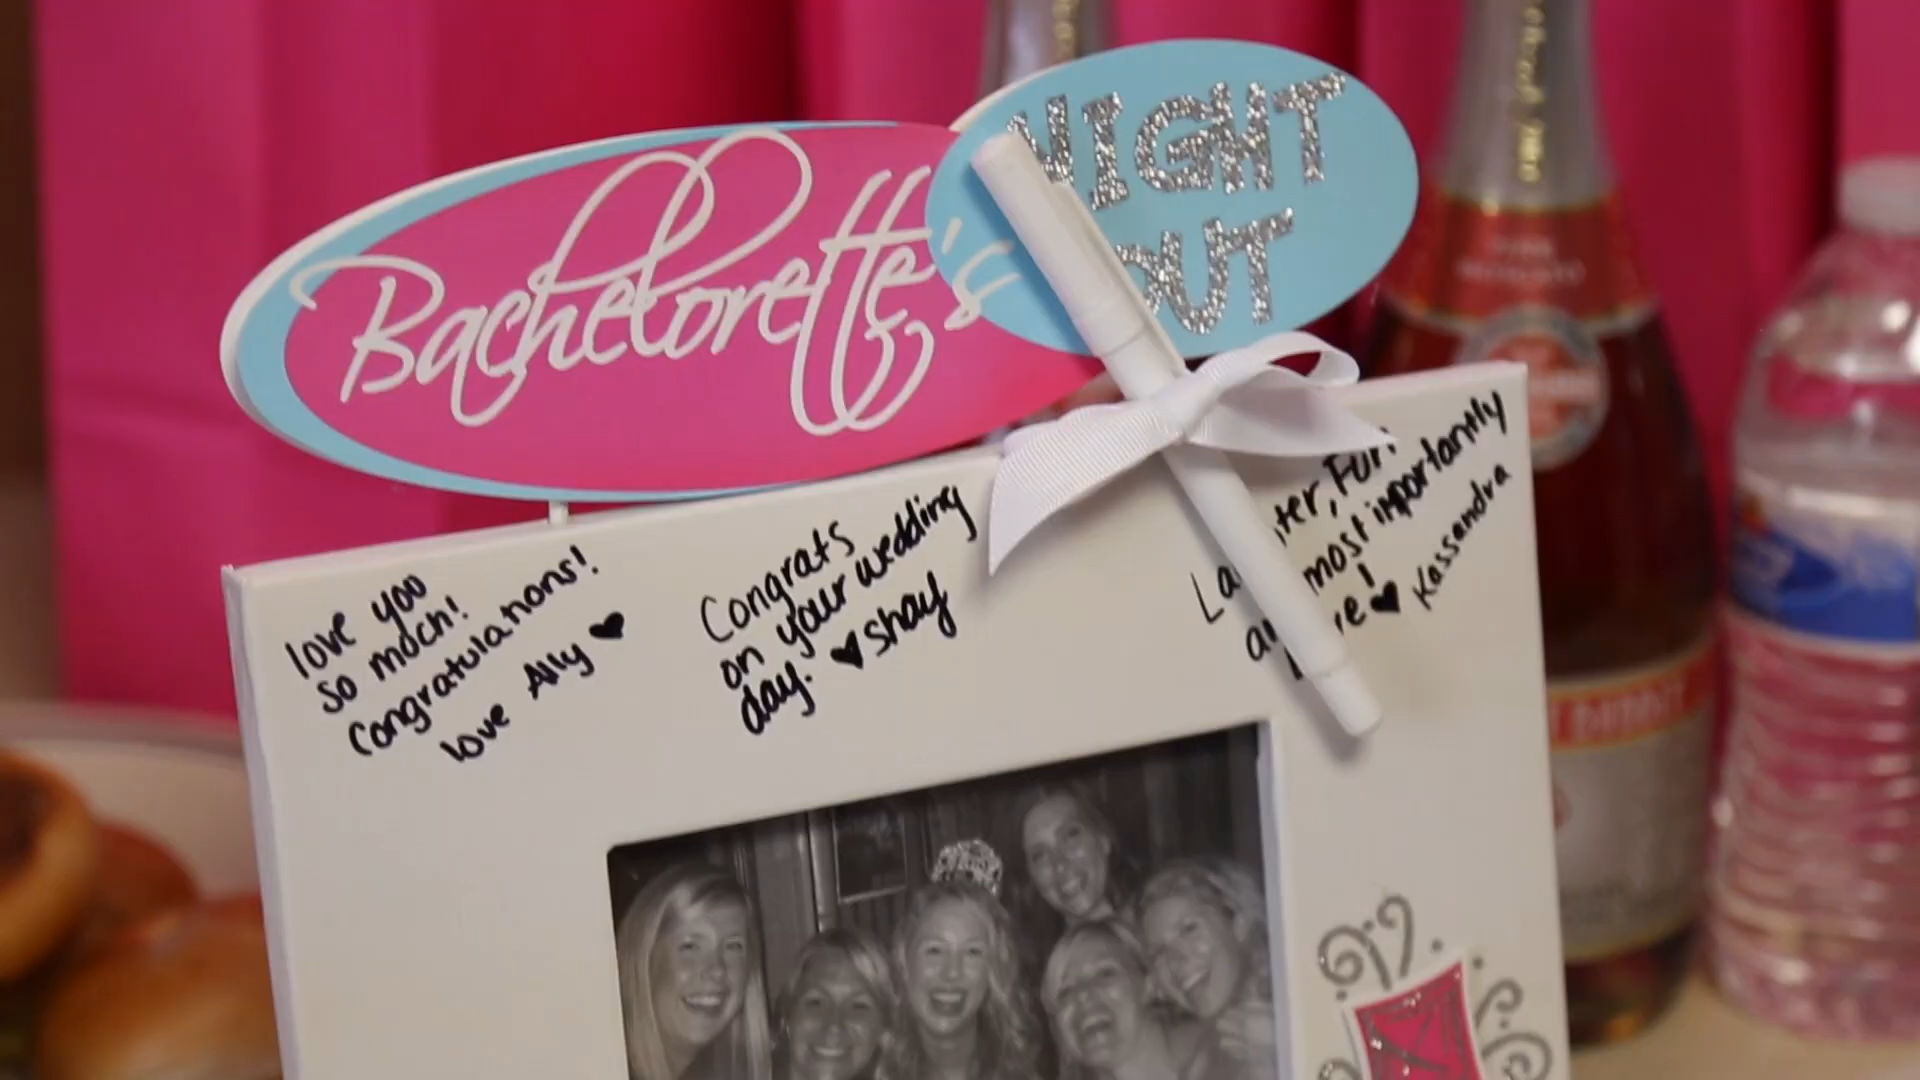 Bachelorette's
NIGHT
OUT
love you
so much!
Congratulations!
love Ally
Congrats
on your wedding
day. ♥ shay
Fun
most importantly
Kassandra